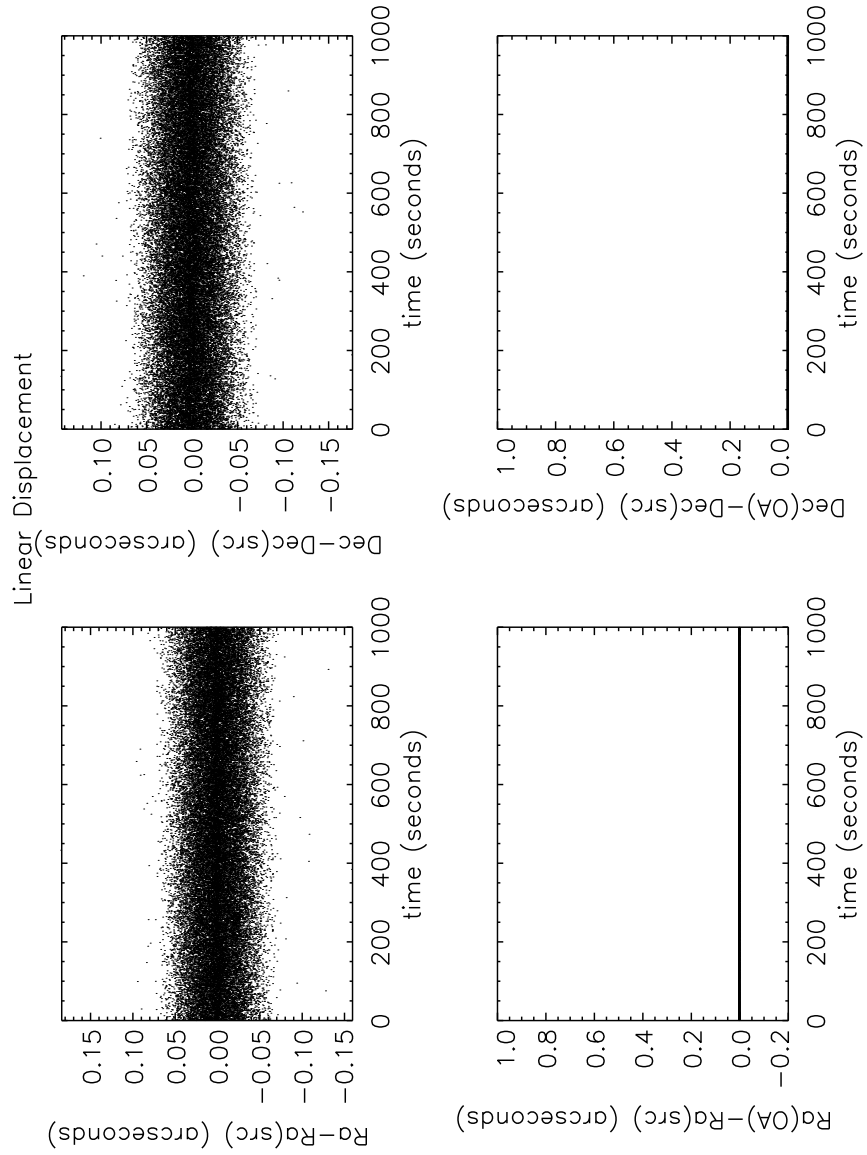 Linear Displacement
Ra−Ra(src) (arcseconds)
0.15
0.10
0.05
0.00
−0.05
−0.10
−0.15
0 200 400 600 800 1000
time (seconds)
Dec−Dec(src) (arcseconds)
0.10
0.05
0.00
−0.05
−0.10
−0.15
0 200 400 600 800 1000
time (seconds)
Ra(OA)−Ra(src) (arcseconds)
1.0
0.8
0.6
0.4
0.2
0.0
−0.2
0 200 400 600 800 1000
time (seconds)
Dec(OA)−Dec(src) (arcseconds)
1.0
0.8
0.6
0.4
0.2
0.0
0 200 400 600 800 1000
time (seconds)